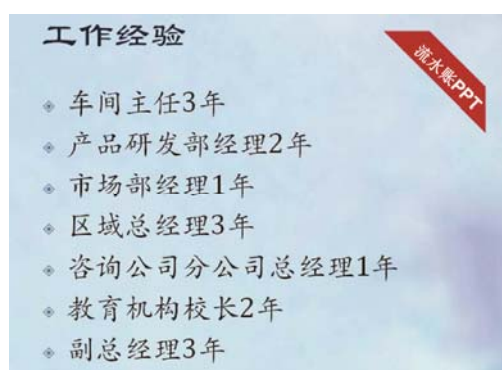 工作经验
流水账PPT
车间主任3年
产品研发部经理2年
市场部经理1年
区域总经理3年
咨询公司分公司总经理1年
教育机构校长2年
副总经理3年